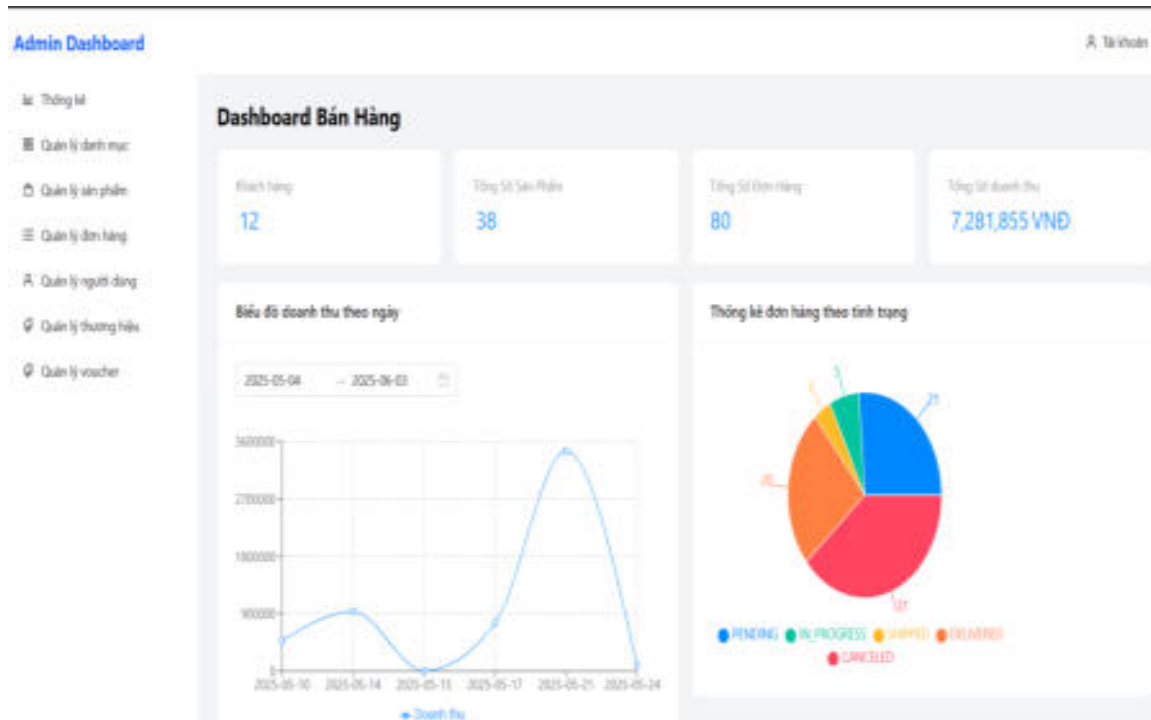 Admin Dashboard
Tài khoản
Thống kê
Quản lý danh mục
Quản lý sản phẩm
Quản lý đơn hàng
Quản lý người dùng
Quản lý thương hiệu
Quản lý voucher
Dashboard Bán Hàng
Khách hàng
12
Tổng Số Sản Phẩm
38
Tổng Số Đơn Hàng
80
Tổng Số doanh thu
7,281,855 VNĐ
Biểu đồ doanh thu theo ngày
2025-05-04 → 2025-06-03
3600000
2700000
1800000
900000
0
2025-05-10 2025-05-14 2025-05-15 2025-05-17 2025-05-21 2025-05-24
Doanh thu
Thống kê đơn hàng theo tình trạng
5
21
20
PENDING IN_PROGRESS SHIPPED DELIVERED
CANCELED